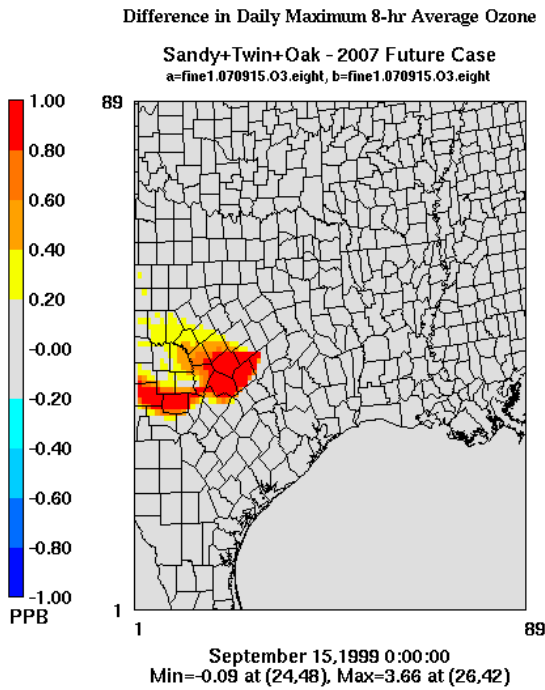 Difference in Daily Maximum 8-hr Average Ozone
Sandy+Twin+Oak - 2007 Future Case
a=fine1.070915.O3.eight, b=fine1.070915.O3.eight
1.00
0.80
0.60
0.40
0.20
-0.00
-0.20
-0.40
-0.60
-0.80
-1.00
PPB
89
1
1
89
September 15,1999 0:00:00
Min=-0.09 at (24,48), Max=3.66 at (26,42)